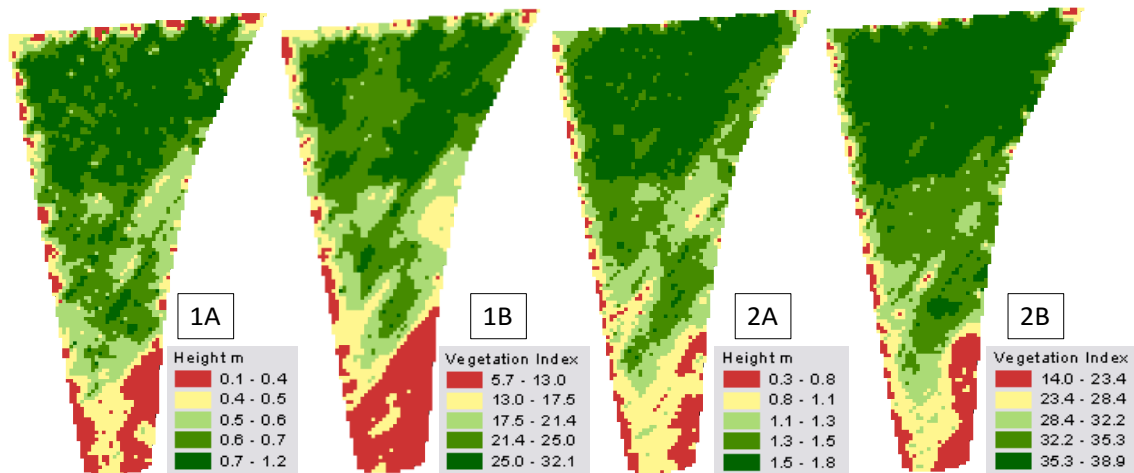 1A
Height m
0.1 - 0.4
0.4 - 0.5
0.5 - 0.6
0.6 - 0.7
0.7 - 1.2
1B
Vegetation Index
5.7 - 13.0
13.0 - 17.5
17.5 - 21.4
21.4 - 25.0
25.0 - 32.1
2A
Height m
0.3 - 0.8
0.8 - 1.1
1.1 - 1.3
1.3 - 1.5
1.5 - 1.8
2B
Vegetation Index
14.0 - 23.4
23.4 - 28.4
28.4 - 32.2
32.2 - 35.3
35.3 - 38.9